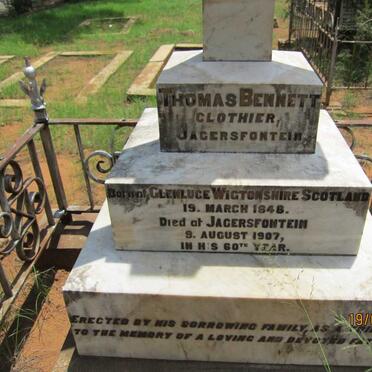 THOMAS BENNETT
CLOTHIER,
JAGERSFONTEIN
Born at GLENLUCE WIGTONSHIRE SCOTLAND
19. MARCH 1848.
Died at JAGERSFONTEIN
9. AUGUST 1907,
IN HIS 60TH YEAR.
ERECTED BY HIS SORROWING FAMILY, AS
TO THE MEMORY OF A LOVING AND DEVOTED
19/0